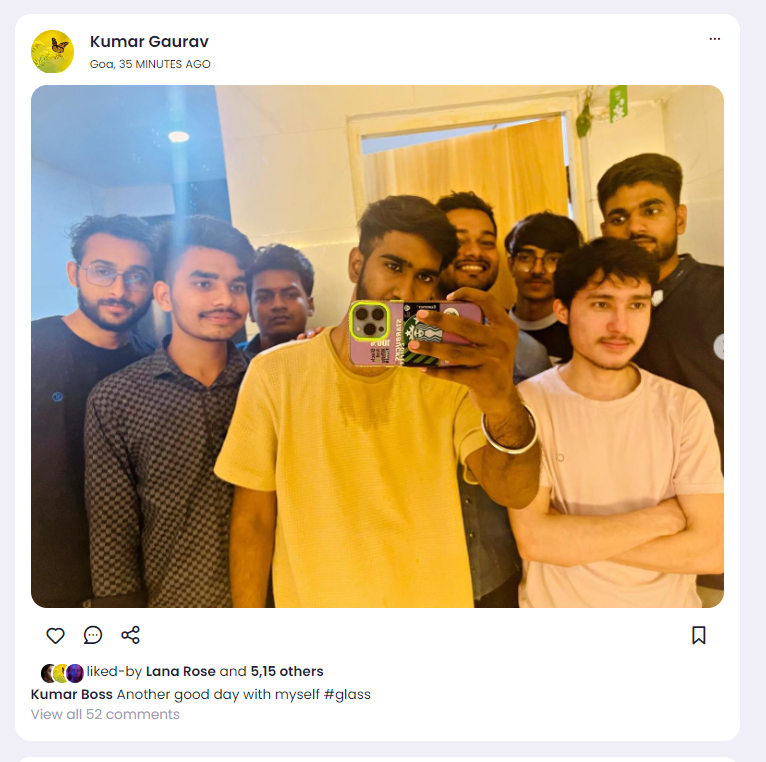 Kumar Gaurav
Goa, 35 MINUTES AGO
liked-by Lana Rose and 5,15 others
Kumar Boss Another good day with myself #glass
View all 52 comments